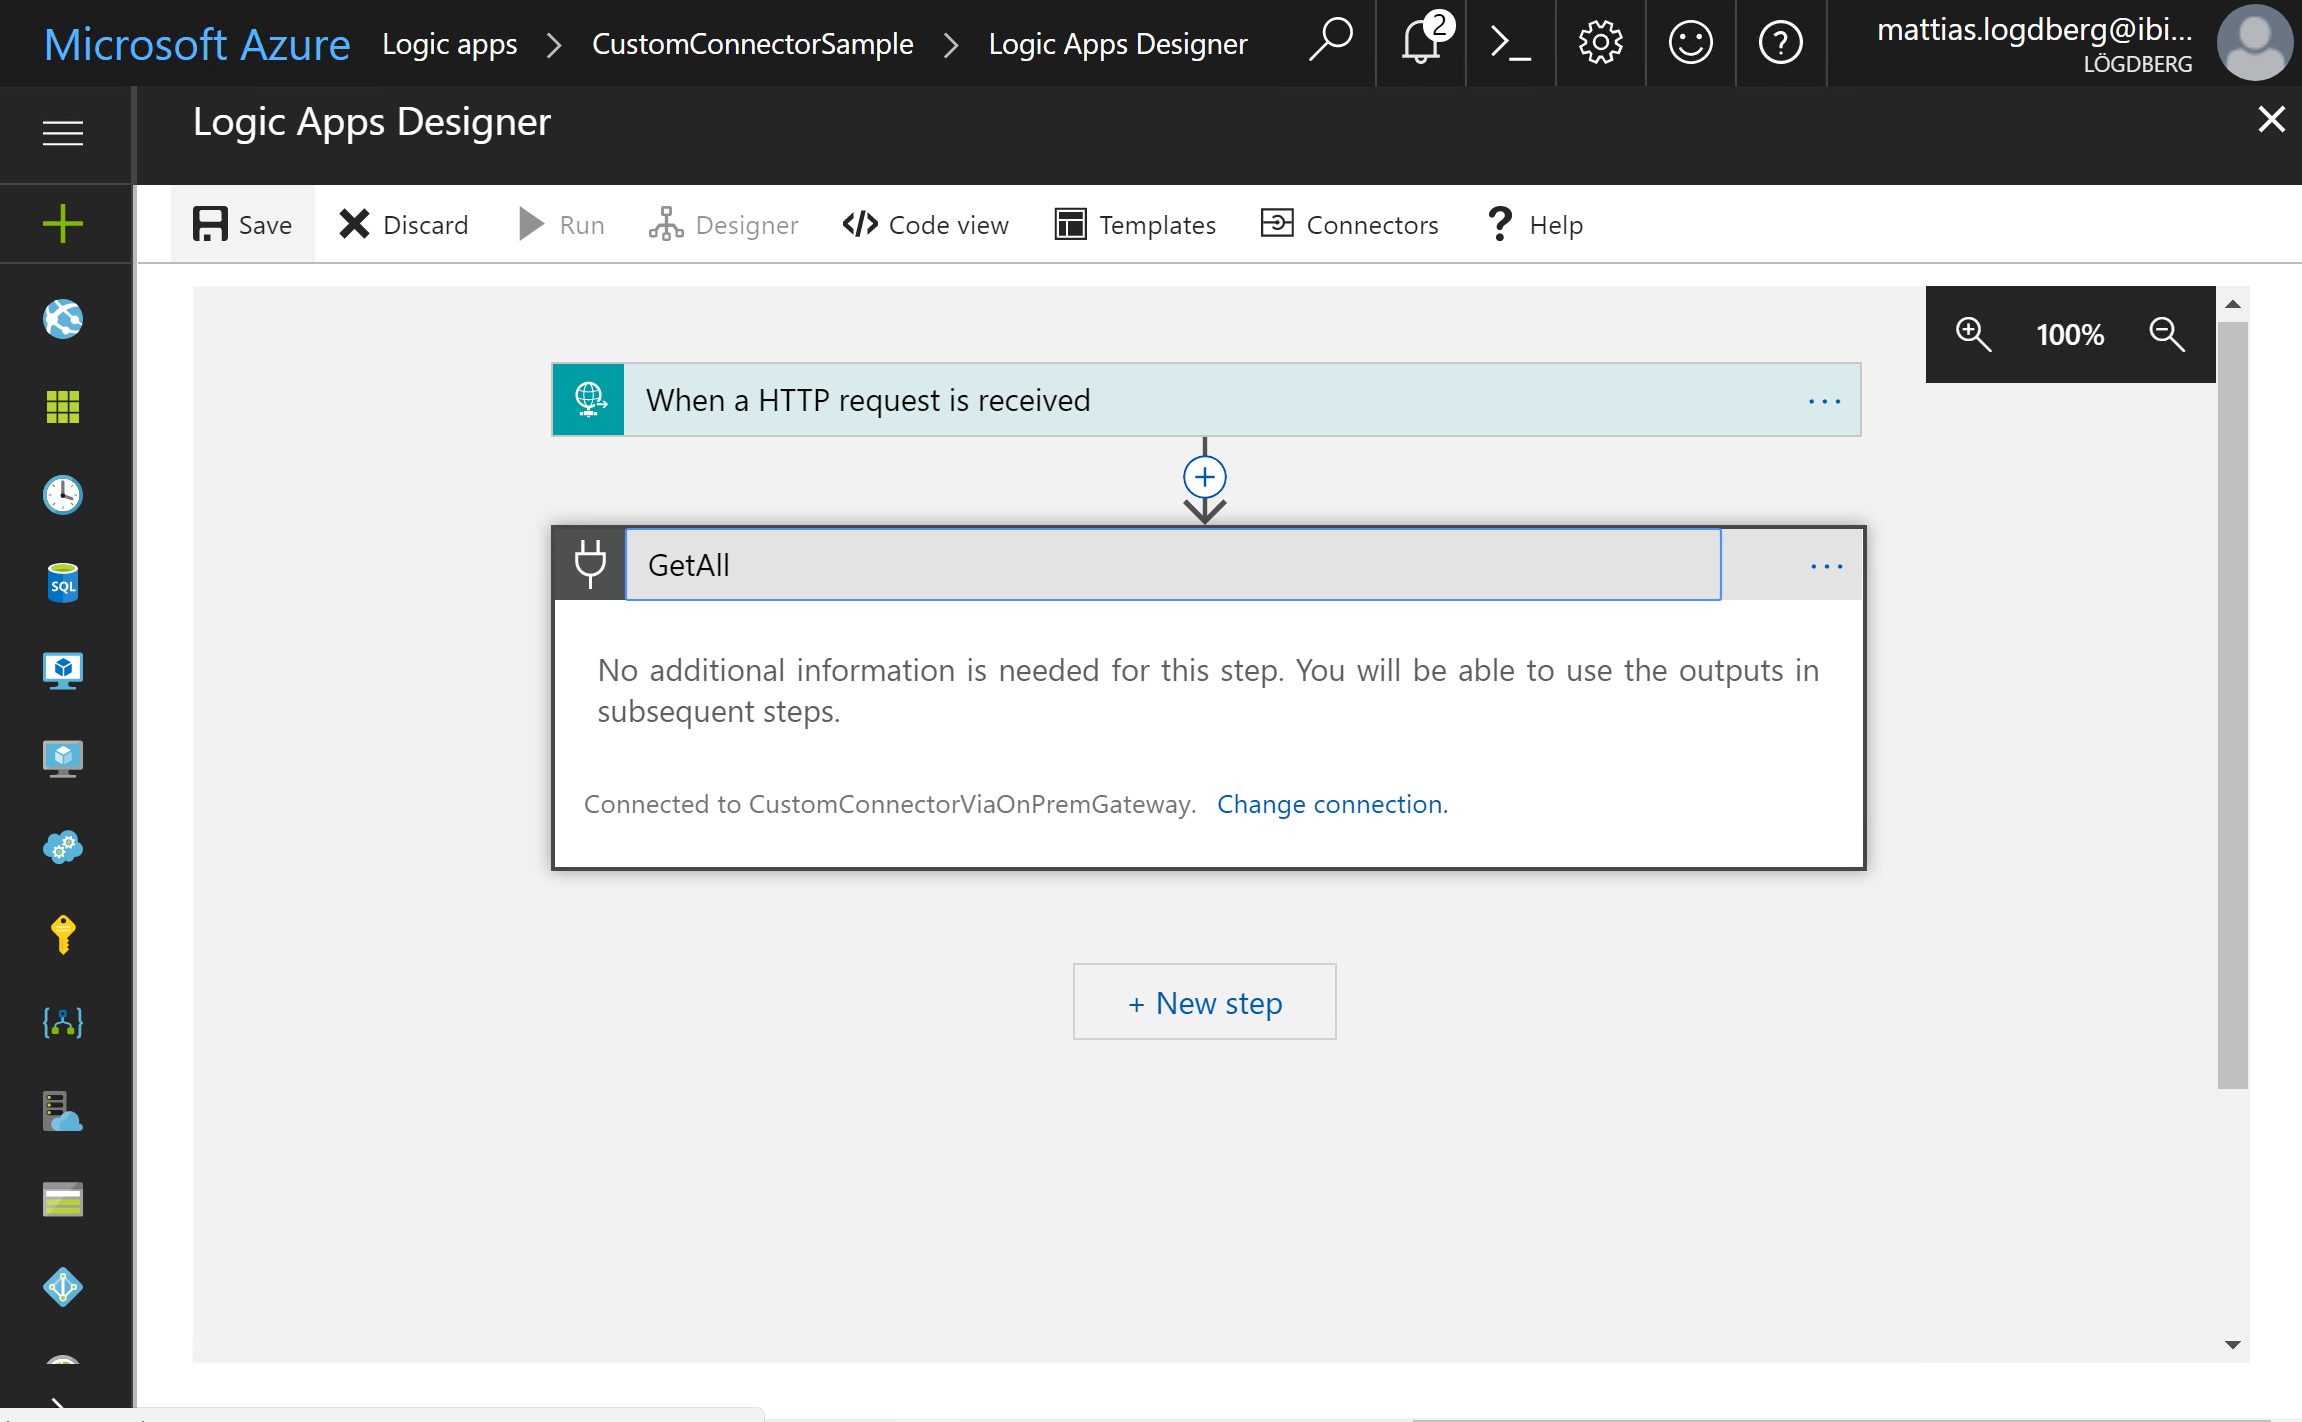 Microsoft Azure Logic apps > CustomConnectorSample > Logic Apps Designer 2 mattias.logdberg@ibi...
LÖGDBERG
Logic Apps Designer
Save Discard Run Designer Code view Templates Connectors Help
100%
When a HTTP request is received ...
GetAll ...
SQL
No additional information is needed for this step. You will be able to use the outputs in
subsequent steps.
Connected to CustomConnectorViaOnPremGateway. Change connection.
+ New step